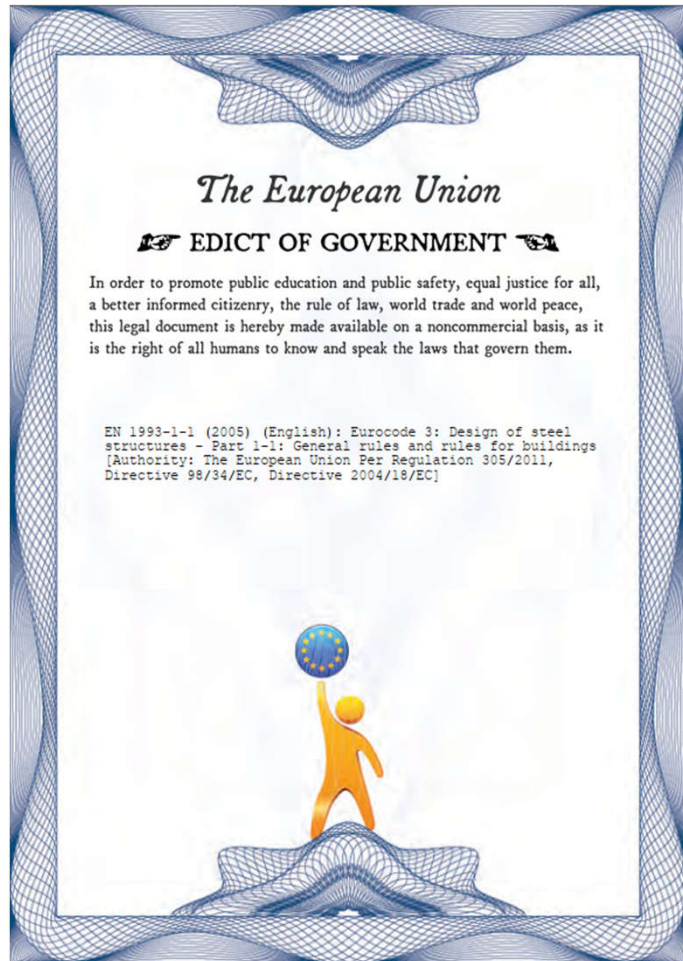 The European Union
EDICT OF GOVERNMENT
In order to promote public education and public safety, equal justice for all,
a better informed citizenry, the rule of law, world trade and world peace,
this legal document is hereby made available on a noncommercial basis, as it
is the right of all humans to know and speak the laws that govern them.
EN 1993-1-1 (2005) (English): Eurocode 3: Design of steel
structures - Part 1-1: General rules and rules for buildings
[Authority: The European Union Per Regulation 305/2011,
Directive 98/34/EC, Directive 2004/18/EC]